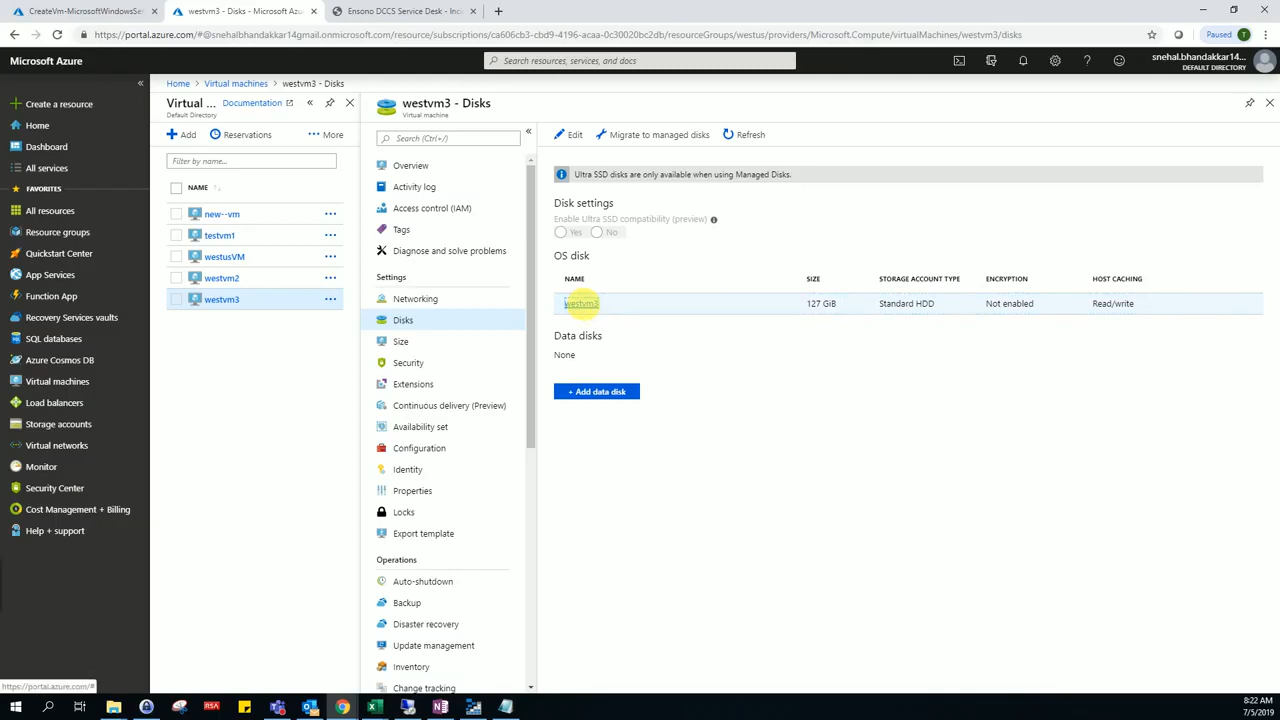 CreateVm-MicrosoftWindowsSe
westvm3 - Disks - Microsoft Azu
Ensono DCCS Service Desk - Inc
https://portal.azure.com/#@snehalbhandakkar14gmail.onmicrosoft.com/resource/subscriptions/ca606cb3-cbd9-4196-acaa-0c30020bc2db/resourceGroups/westus/providers/Microsoft.Compute/virtualMachines/westvm3/disks
Paused
T
Microsoft Azure
Search resources, services, and docs
snehal.bhandakkar14...
DEFAULT DIRECTORY
Create a resource
Home
Dashboard
All services
FAVORITES
All resources
Resource groups
Quickstart Center
App Services
Function App
Recovery Services vaults
SQL databases
Azure Cosmos DB
Virtual machines
Load balancers
Storage accounts
Virtual networks
Monitor
Security Center
Cost Management + Billing
Help + support
https://portal.azure.com/#
Home
Virtual machines
westvm3 - Disks
Virtual ...
Documentation
Default Directory
Add
Reservations
More
Filter by name...
NAME
new--vm
testvm1
westusVM
westvm2
westvm3
westvm3 - Disks
Virtual machine
Search (Ctrl+/)
Overview
Activity log
Access control (IAM)
Tags
Diagnose and solve problems
Settings
Networking
Disks
Size
Security
Extensions
Continuous delivery (Preview)
Availability set
Configuration
Identity
Properties
Locks
Export template
Operations
Auto-shutdown
Backup
Disaster recovery
Update management
Inventory
Change tracking
Edit
Migrate to managed disks
Refresh
Ultra SSD disks are only available when using Managed Disks.
Disk settings
Enable Ultra SSD compatibility (preview)
Yes No
OS disk
NAME SIZE STORAGE ACCOUNT TYPE ENCRYPTION HOST CACHING
westvm3 127 GiB Standard HDD Not enabled Read/write
Data disks
None
+ Add data disk
RSA
8:22 AM
7/5/2019